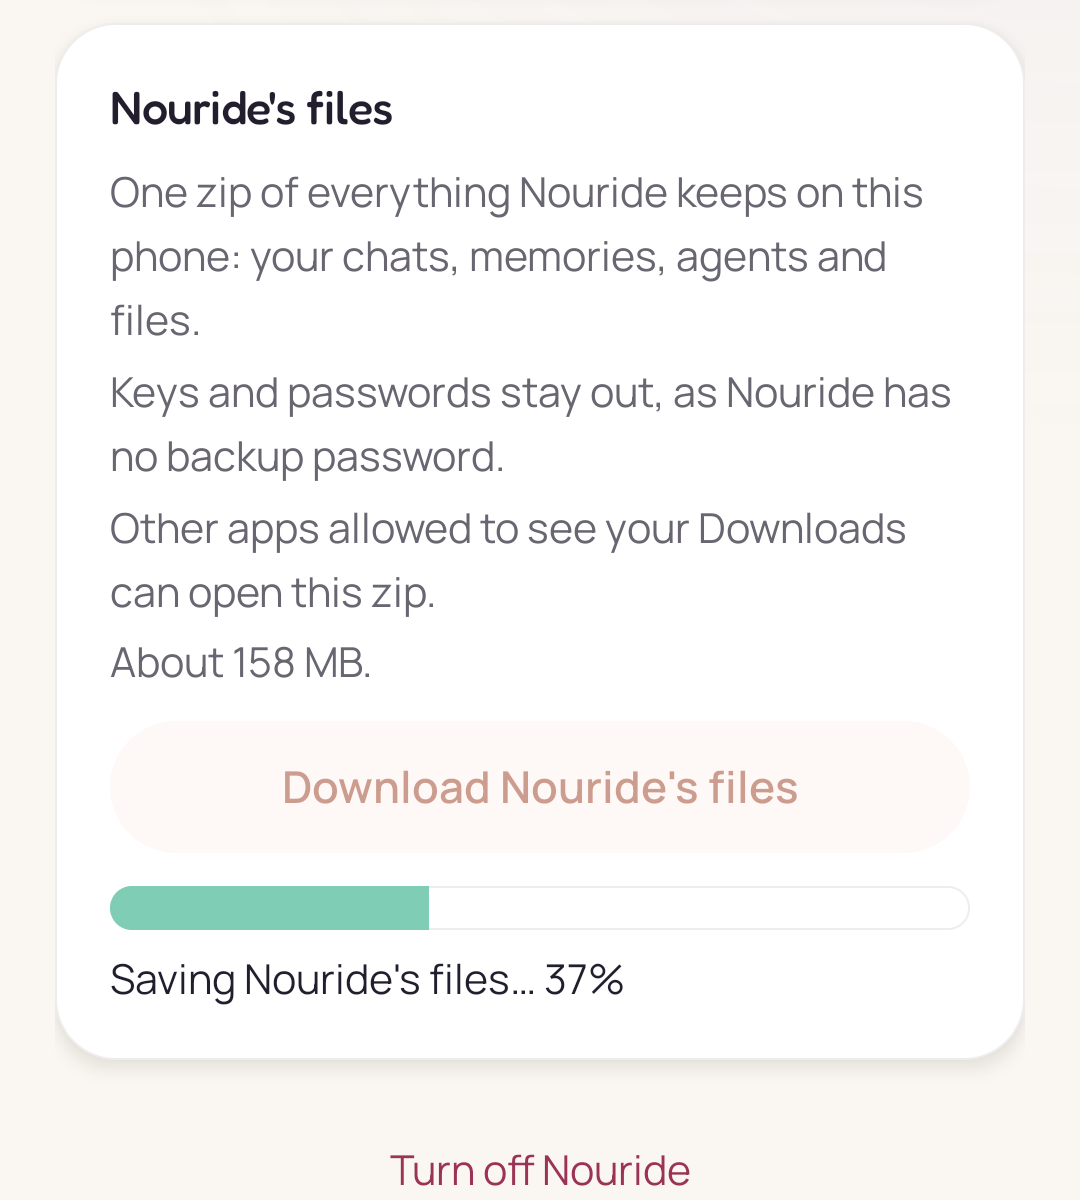 Nouride's files
One zip of everything Nouride keeps on this
phone: your chats, memories, agents and
files.
Keys and passwords stay out, as Nouride has
no backup password.
Other apps allowed to see your Downloads
can open this zip.
About 158 MB.
Download Nouride's files
Saving Nouride's files... 37%
Turn off Nouride